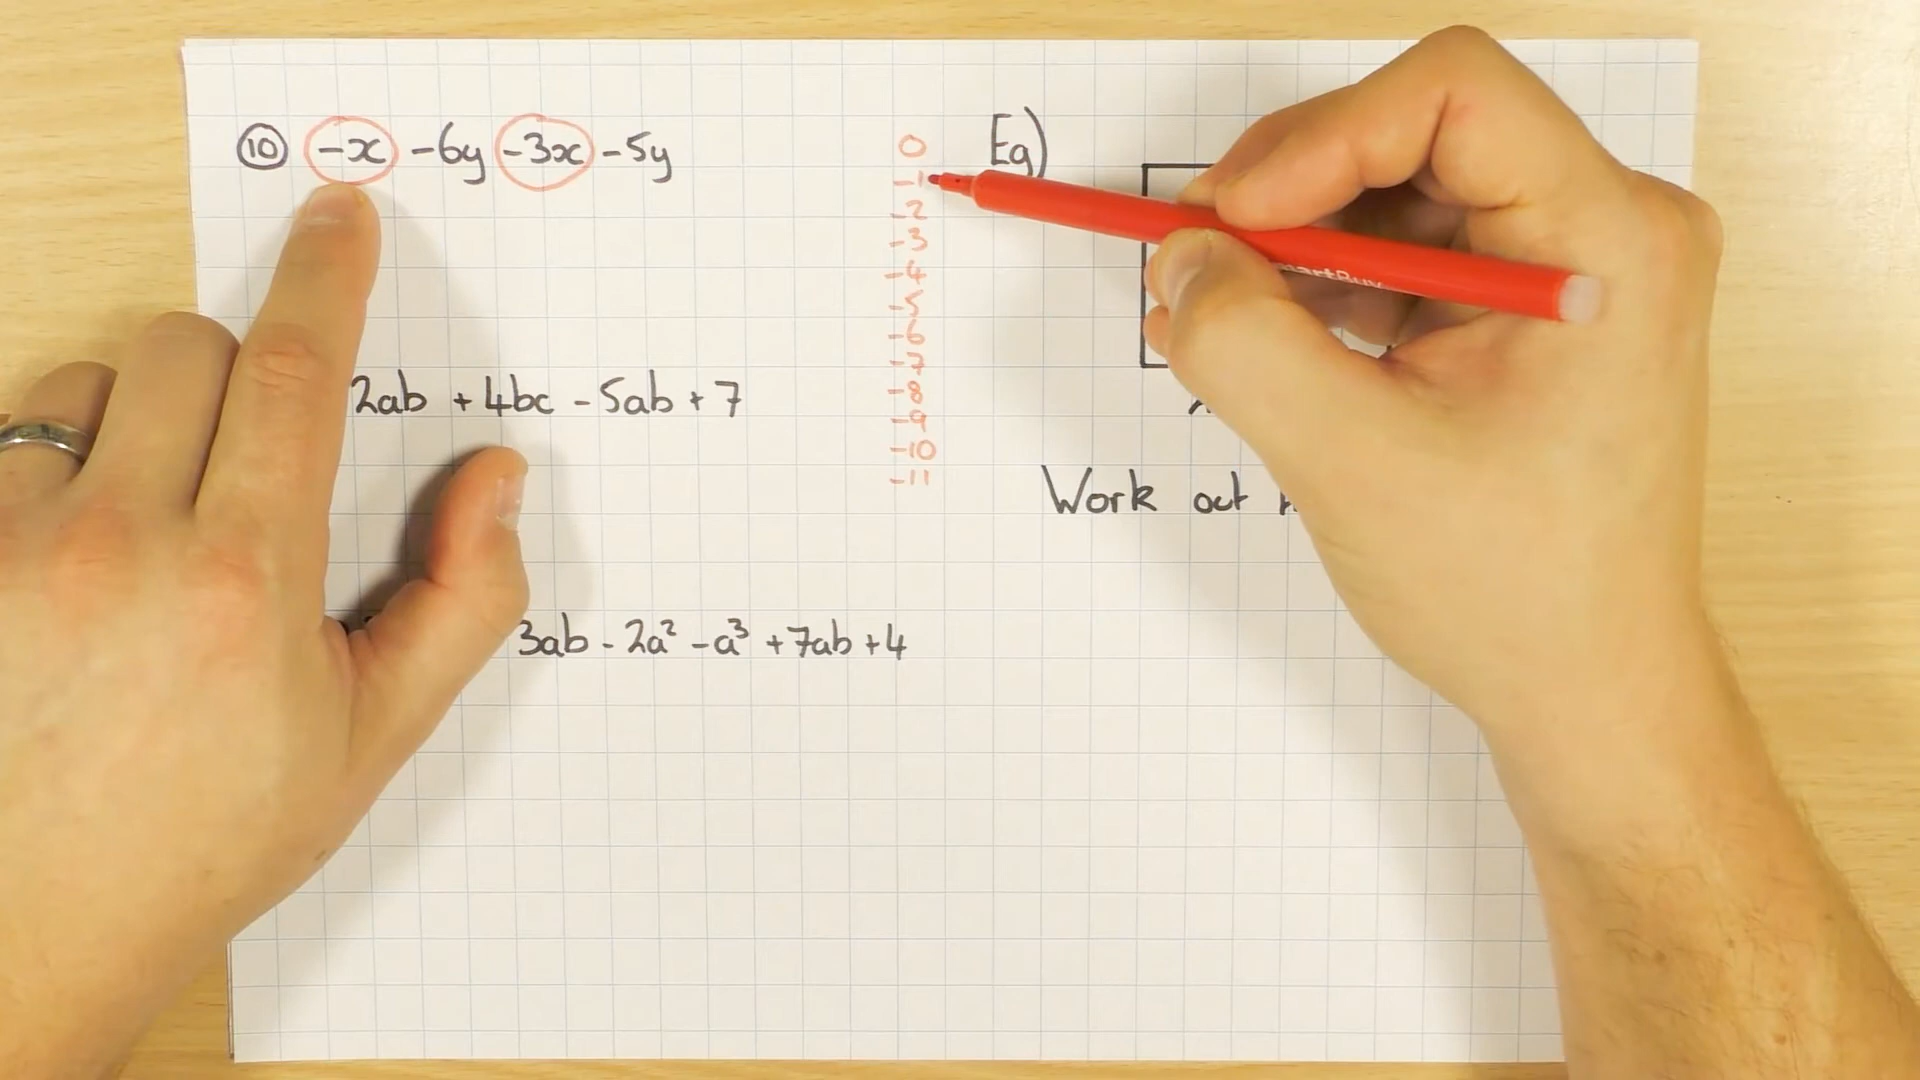 ⑩ -x -6y -3x -5y
2ab + 4bc - 5ab + 7
3ab - 2a² - a³ + 7ab + 4
0
-1
-2
-3
-4
-5
-6
-7
-8
-9
-10
-11
Eg)
Work out